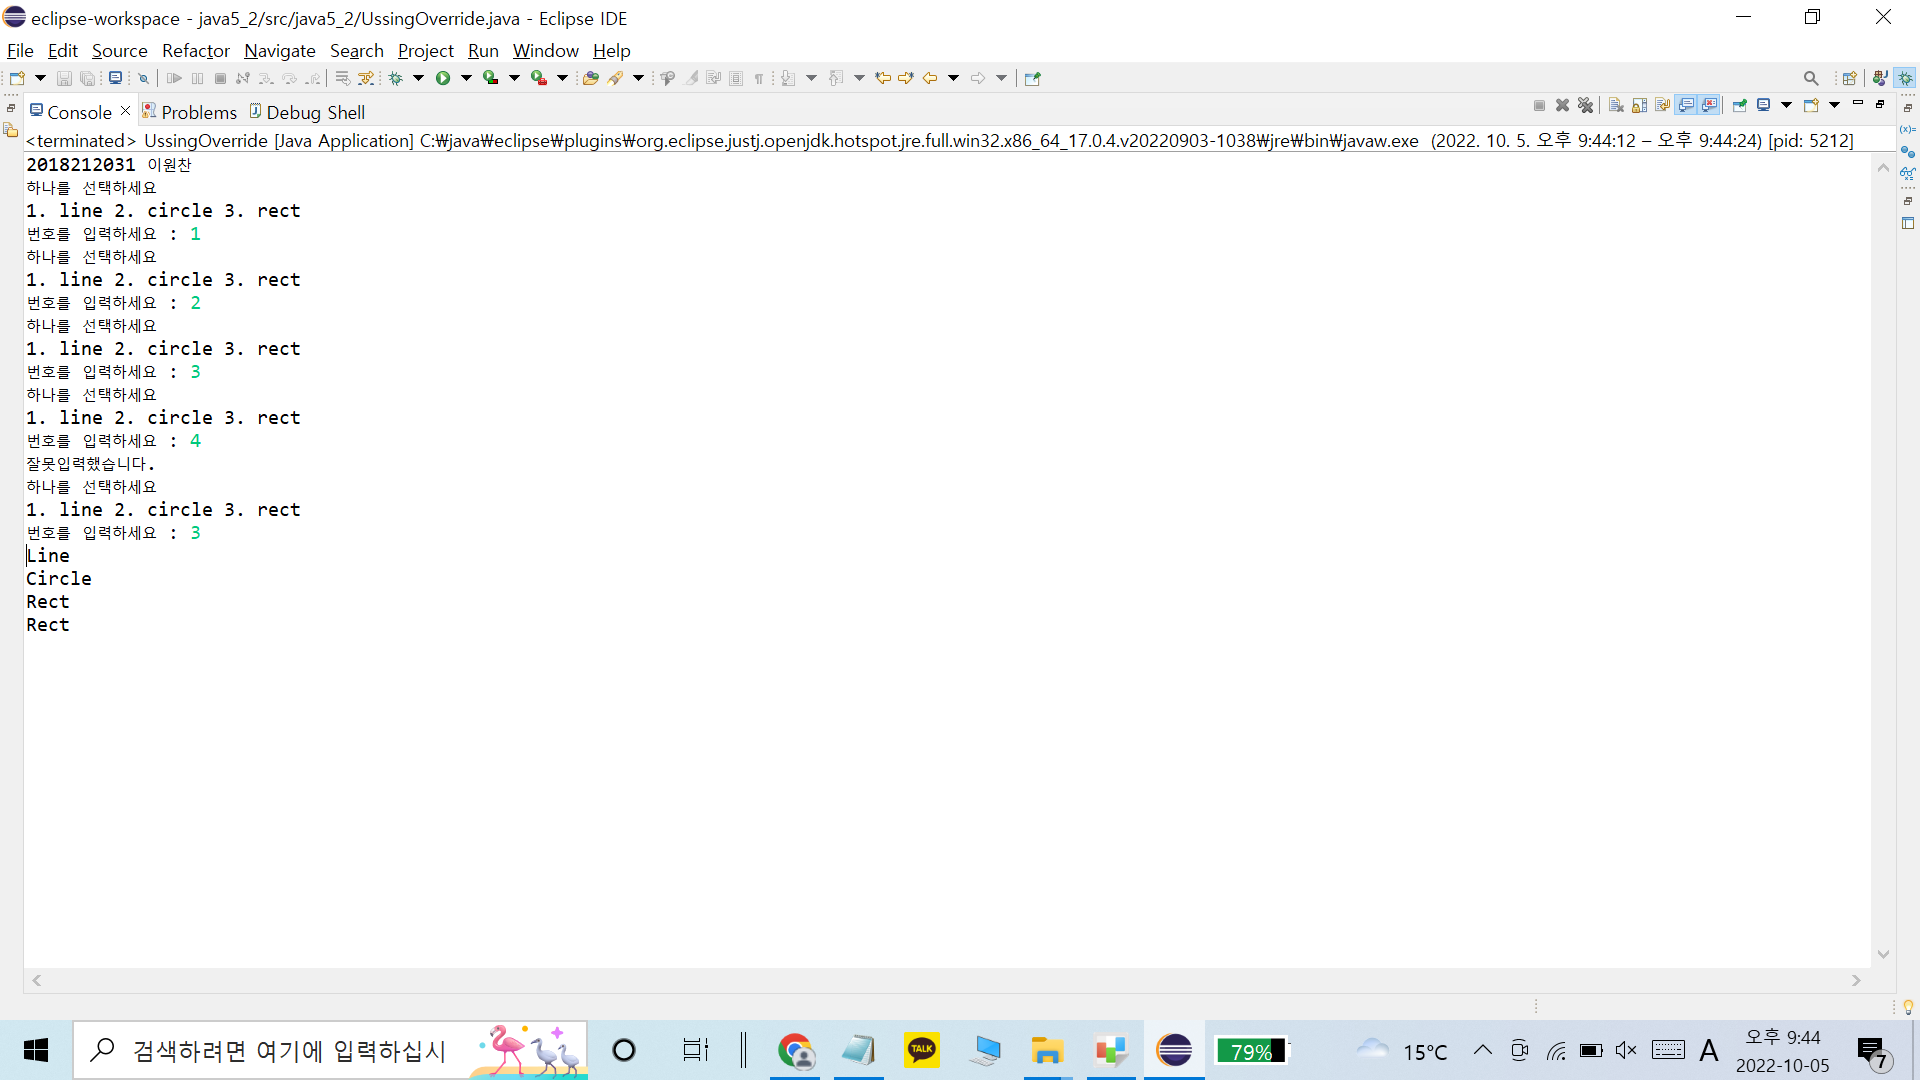 eclipse-workspace - java5_2/src/java5_2/UssingOverride.java - Eclipse IDE
File Edit Source Refactor Navigate Search Project Run Window Help
Console Problems Debug Shell
<terminated> UssingOverride [Java Application] C:₩java₩eclipse₩plugins₩org.eclipse.justj.openjdk.hotspot.jre.full.win32.x86_64_17.0.4.v20220903-1038₩jre₩bin₩javaw.exe (2022. 10. 5. 오후 9:44:12 – 오후 9:44:24) [pid: 5212]
2018212031 이원찬
하나를 선택하세요
1. line 2. circle 3. rect
번호를 입력하세요 : 1
하나를 선택하세요
1. line 2. circle 3. rect
번호를 입력하세요 : 2
하나를 선택하세요
1. line 2. circle 3. rect
번호를 입력하세요 : 3
하나를 선택하세요
1. line 2. circle 3. rect
번호를 입력하세요 : 4
잘못입력했습니다.
하나를 선택하세요
1. line 2. circle 3. rect
번호를 입력하세요 : 3
Line
Circle
Rect
Rect
검색하려면 여기에 입력하십시
TALK
79%
15°C
A
오후 9:44
2022-10-05
7